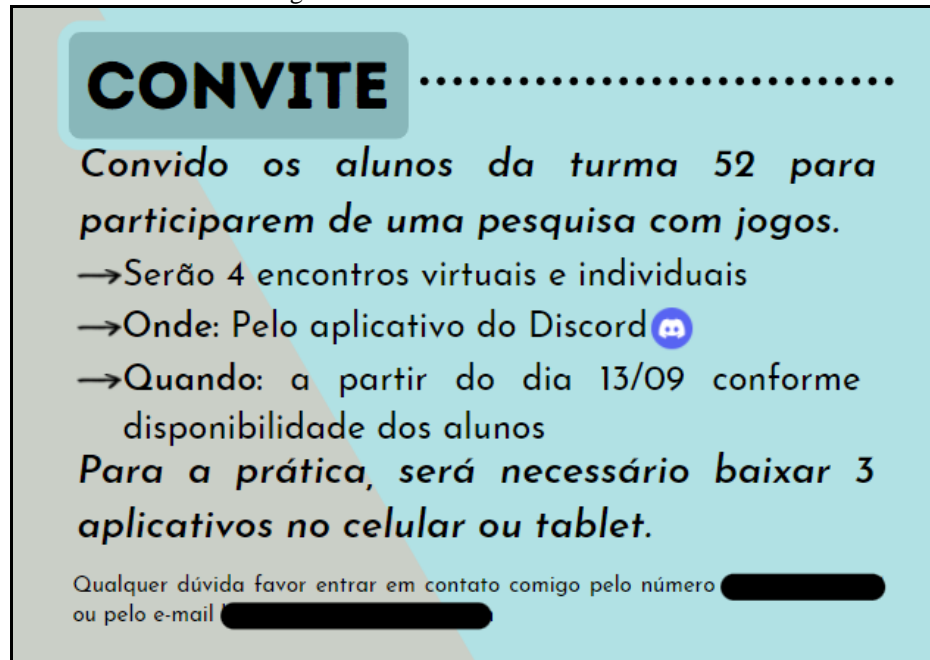 CONVITE
Convido os alunos da turma 52 para
participarem de uma pesquisa com jogos.
Serão 4 encontros virtuais e individuais
Onde: Pelo aplicativo do Discord
Quando: a partir do dia 13/09 conforme
disponibilidade dos alunos
Para a prática, será necessário baixar 3
aplicativos no celular ou tablet.
Qualquer dúvida favor entrar em contato comigo pelo número
ou pelo e-mail